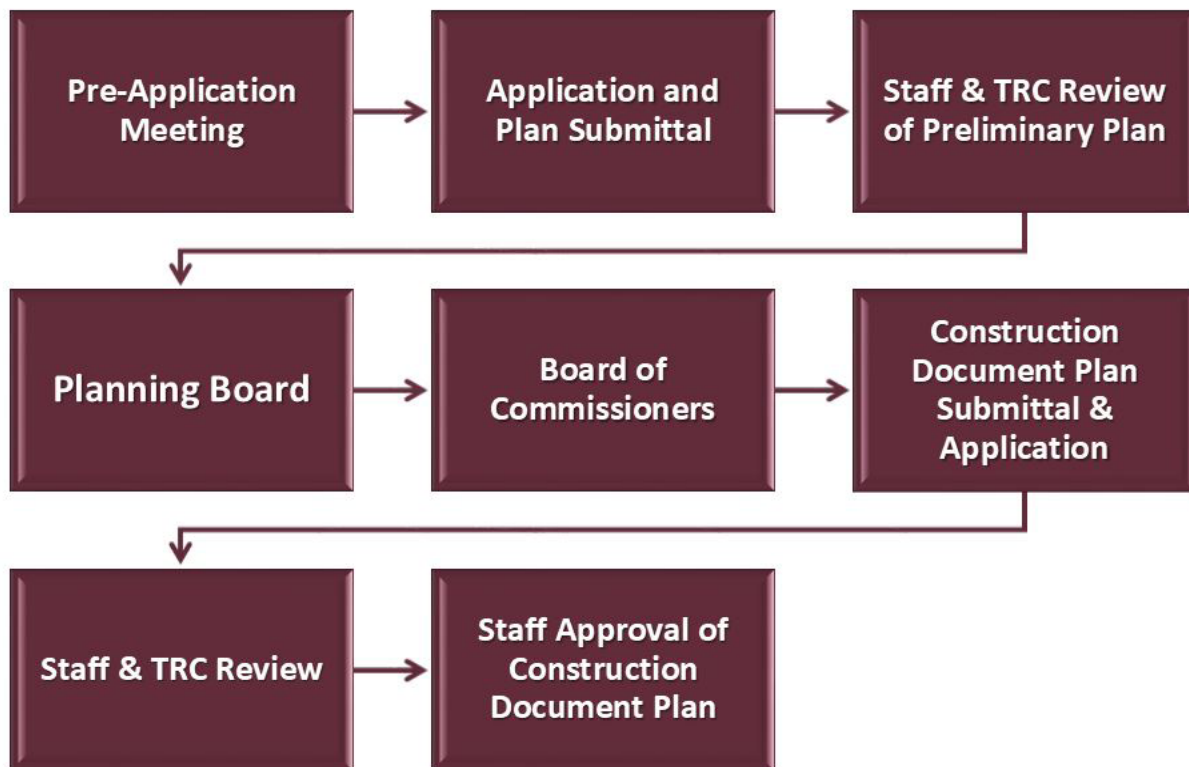 Pre-Application
Meeting
Application and
Plan Submittal
Staff & TRC Review
of Preliminary Plan
Planning Board
Board of
Commissioners
Construction
Document Plan
Submittal &
Application
Staff & TRC Review
Staff Approval of
Construction
Document Plan